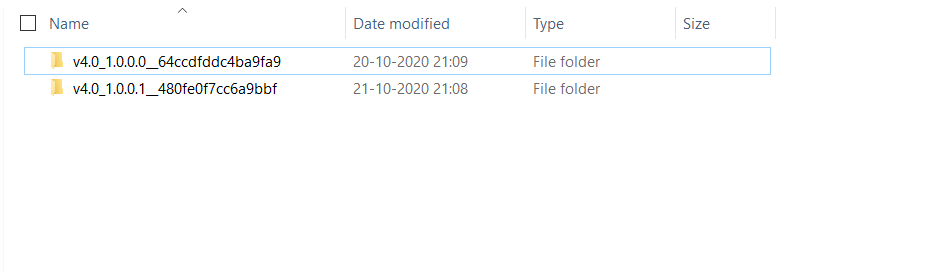 Name Date modified Type Size
v4.0_1.0.0.0__64ccdfddc4ba9fa9 20-10-2020 21:09 File folder
v4.0_1.0.0.1__480fe0f7cc6a9bbf 21-10-2020 21:08 File folder